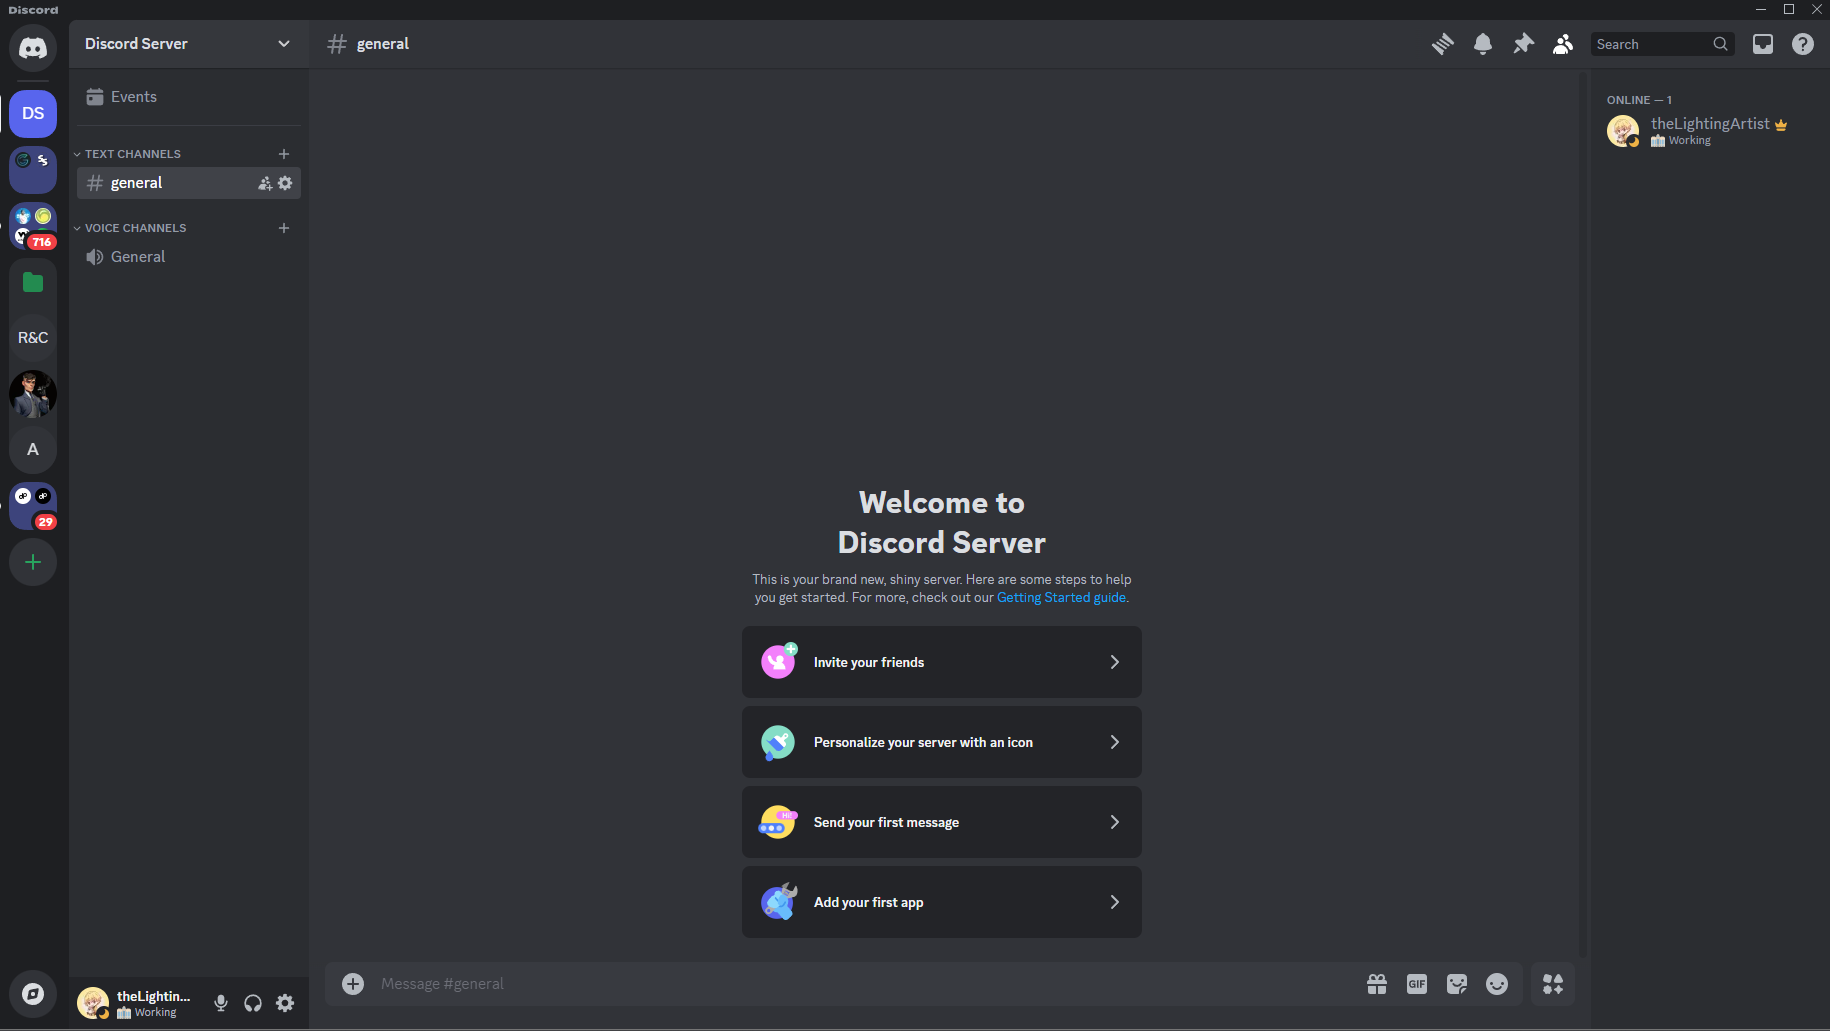 Discord
DS
716
R&C
A
29
Discord Server
Events
TEXT CHANNELS
general
VOICE CHANNELS
General
theLightin...
Working
general
Search
Welcome to
Discord Server
This is your brand new, shiny server. Here are some steps to help
you get started. For more, check out our Getting Started guide.
Invite your friends
Personalize your server with an icon
Hi!
Send your first message
Add your first app
Message #general
GIF
ONLINE — 1
theLightingArtist
Working